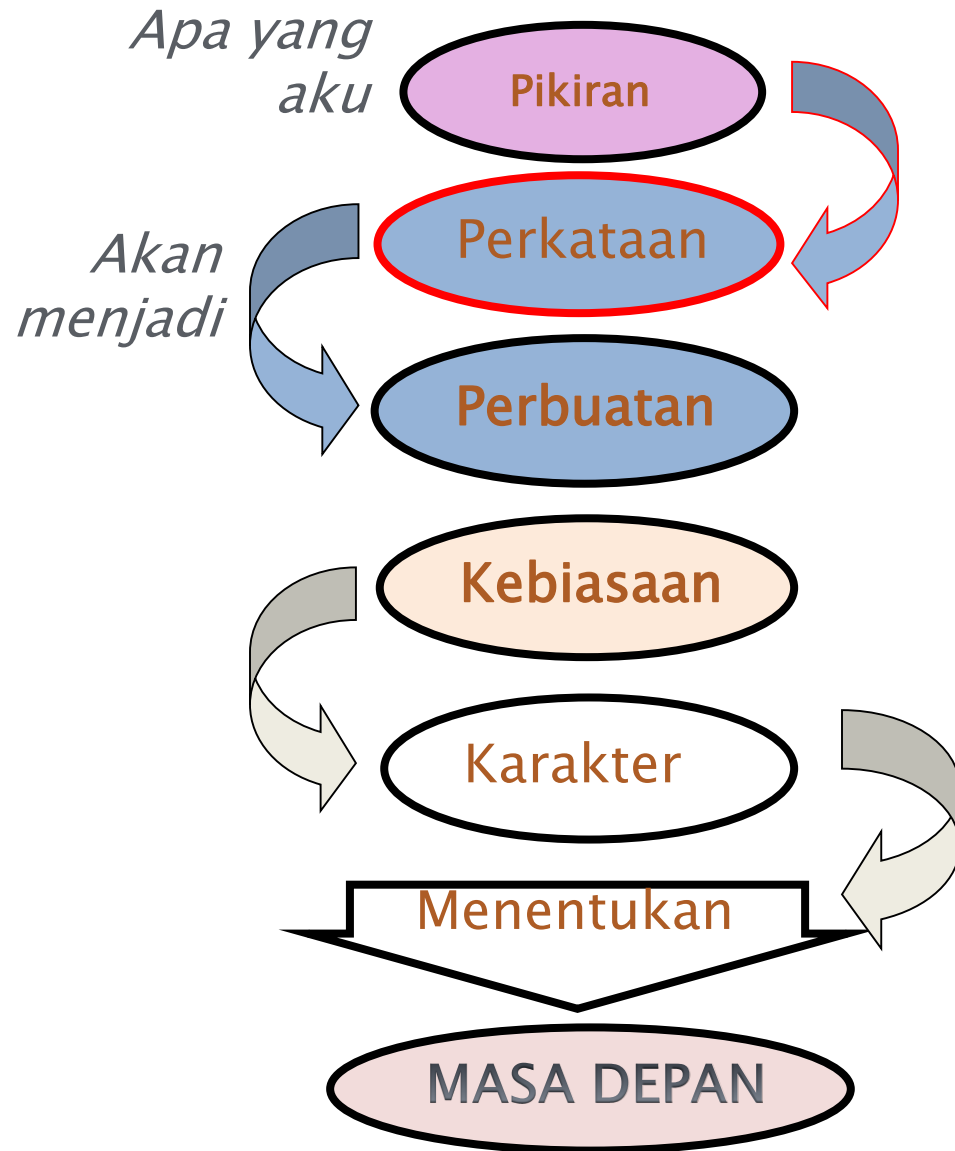 Apa yang
aku
Pikiran
Perkataan
Akan
menjadi
Perbuatan
Kebiasaan
Karakter
Menentukan
MASA DEPAN